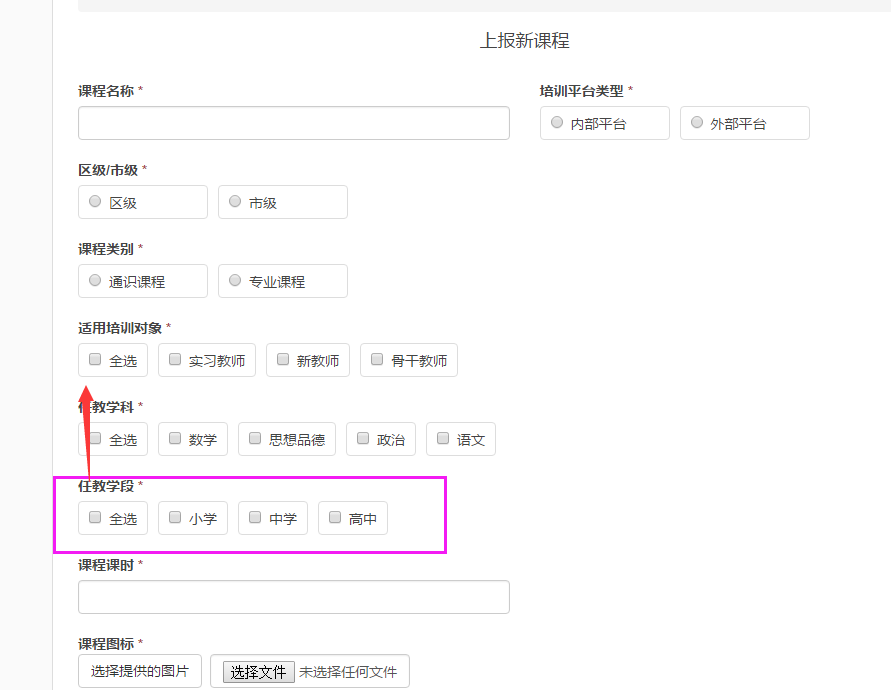 上报新课程
课程名称 * 培训平台类型 *
内部平台 外部平台
区级/市级 *
区级 市级
课程类别 *
通识课程 专业课程
适用培训对象 *
全选 实习教师 新教师 骨干教师
任教学科 *
全选 数学 思想品德 政治 语文
任教学段 *
全选 小学 中学 高中
课程课时 *
课程图标 *
选择提供的图片 选择文件 未选择任何文件